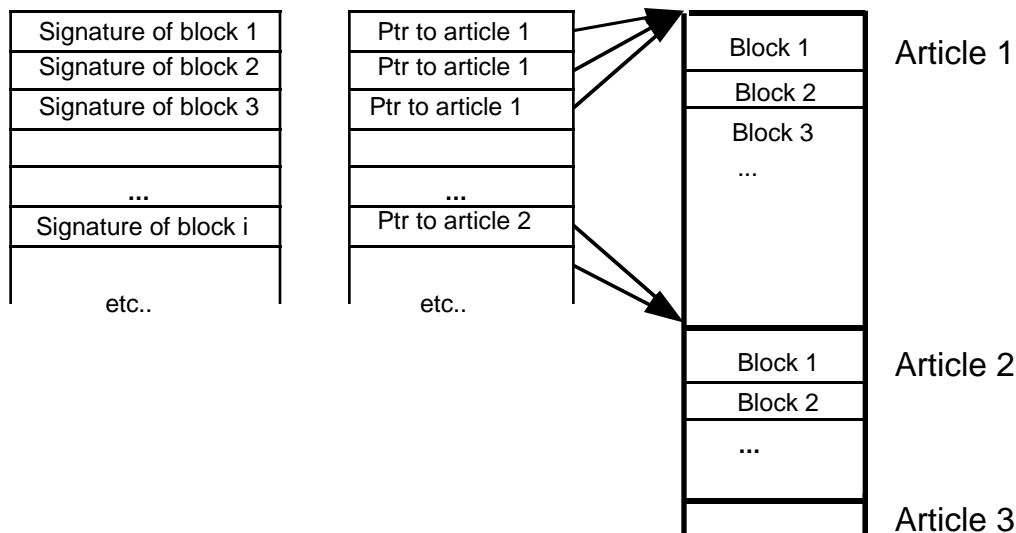 Signature of block 1
Signature of block 2
Signature of block 3
...
Signature of block i
etc..
Ptr to article 1
Ptr to article 1
Ptr to article 1
...
Ptr to article 2
etc..
Block 1
Block 2
Block 3
...
Block 1
Block 2
...
Article 1
Article 2
Article 3